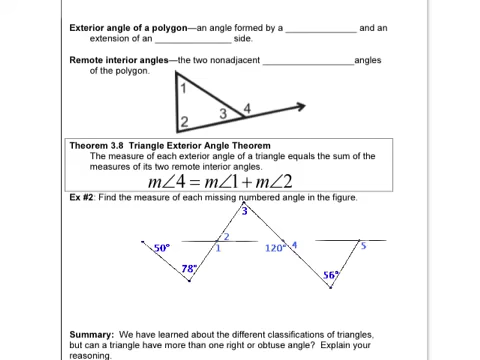 Exterior angle of a polygon—an angle formed by a _______________ and an
extension of an ________________ side.
Remote interior angles—the two nonadjacent ___________________angles
of the polygon.
1
2
3
4
Theorem 3.8 Triangle Exterior Angle Theorem
The measure of each exterior angle of a triangle equals the sum of the
measures of its two remote interior angles.
m∠4 = m∠1 + m∠2
Ex #2: Find the measure of each missing numbered angle in the figure.
3
50° 2 1 120° 4 5
78° 56°
Summary: We have learned about the different classifications of triangles,
but can a triangle have more than one right or obtuse angle? Explain your
reasoning.